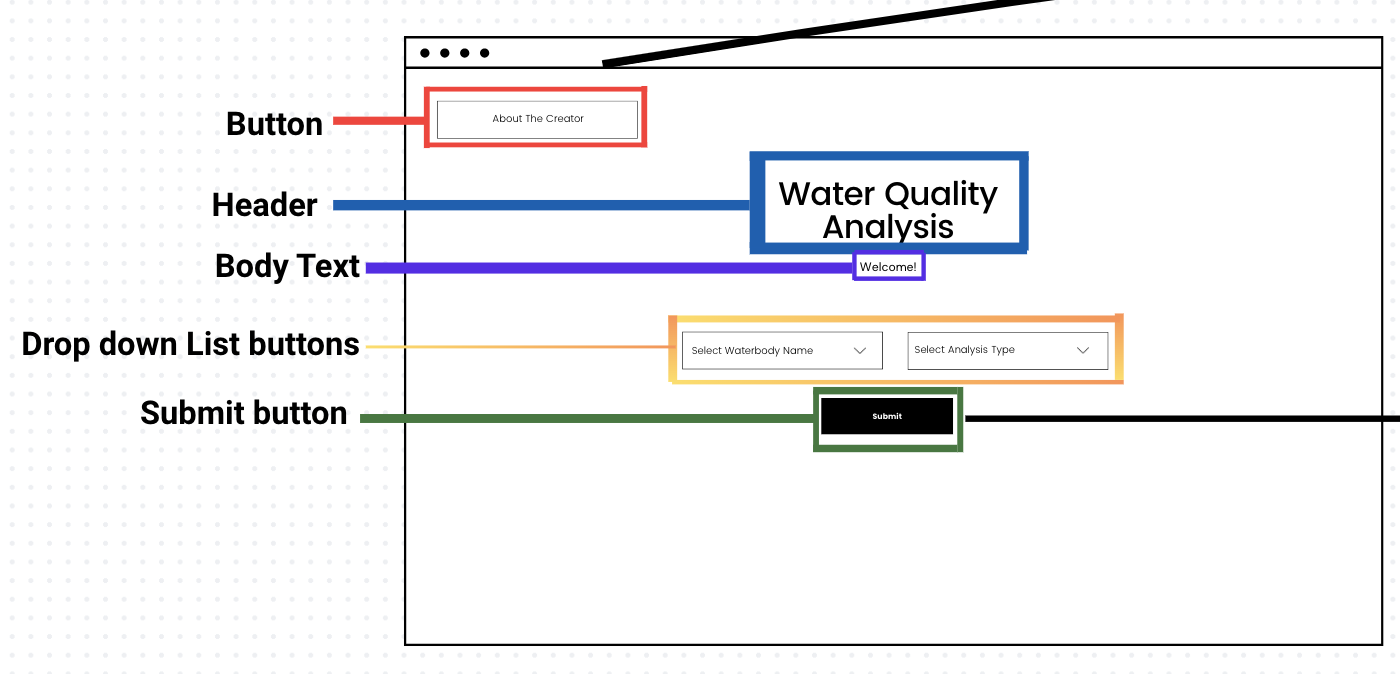 Button
About The Creator
Header
Water Quality
Analysis
Body Text
Welcome!
Drop down List buttons
Select Waterbody Name
Select Analysis Type
Submit button
Submit